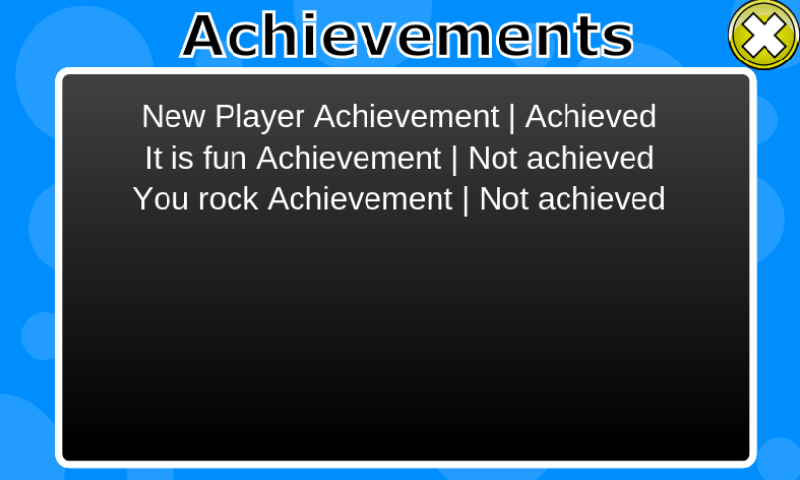 Achievements
New Player Achievement | Achieved
It is fun Achievement | Not achieved
You rock Achievement | Not achieved